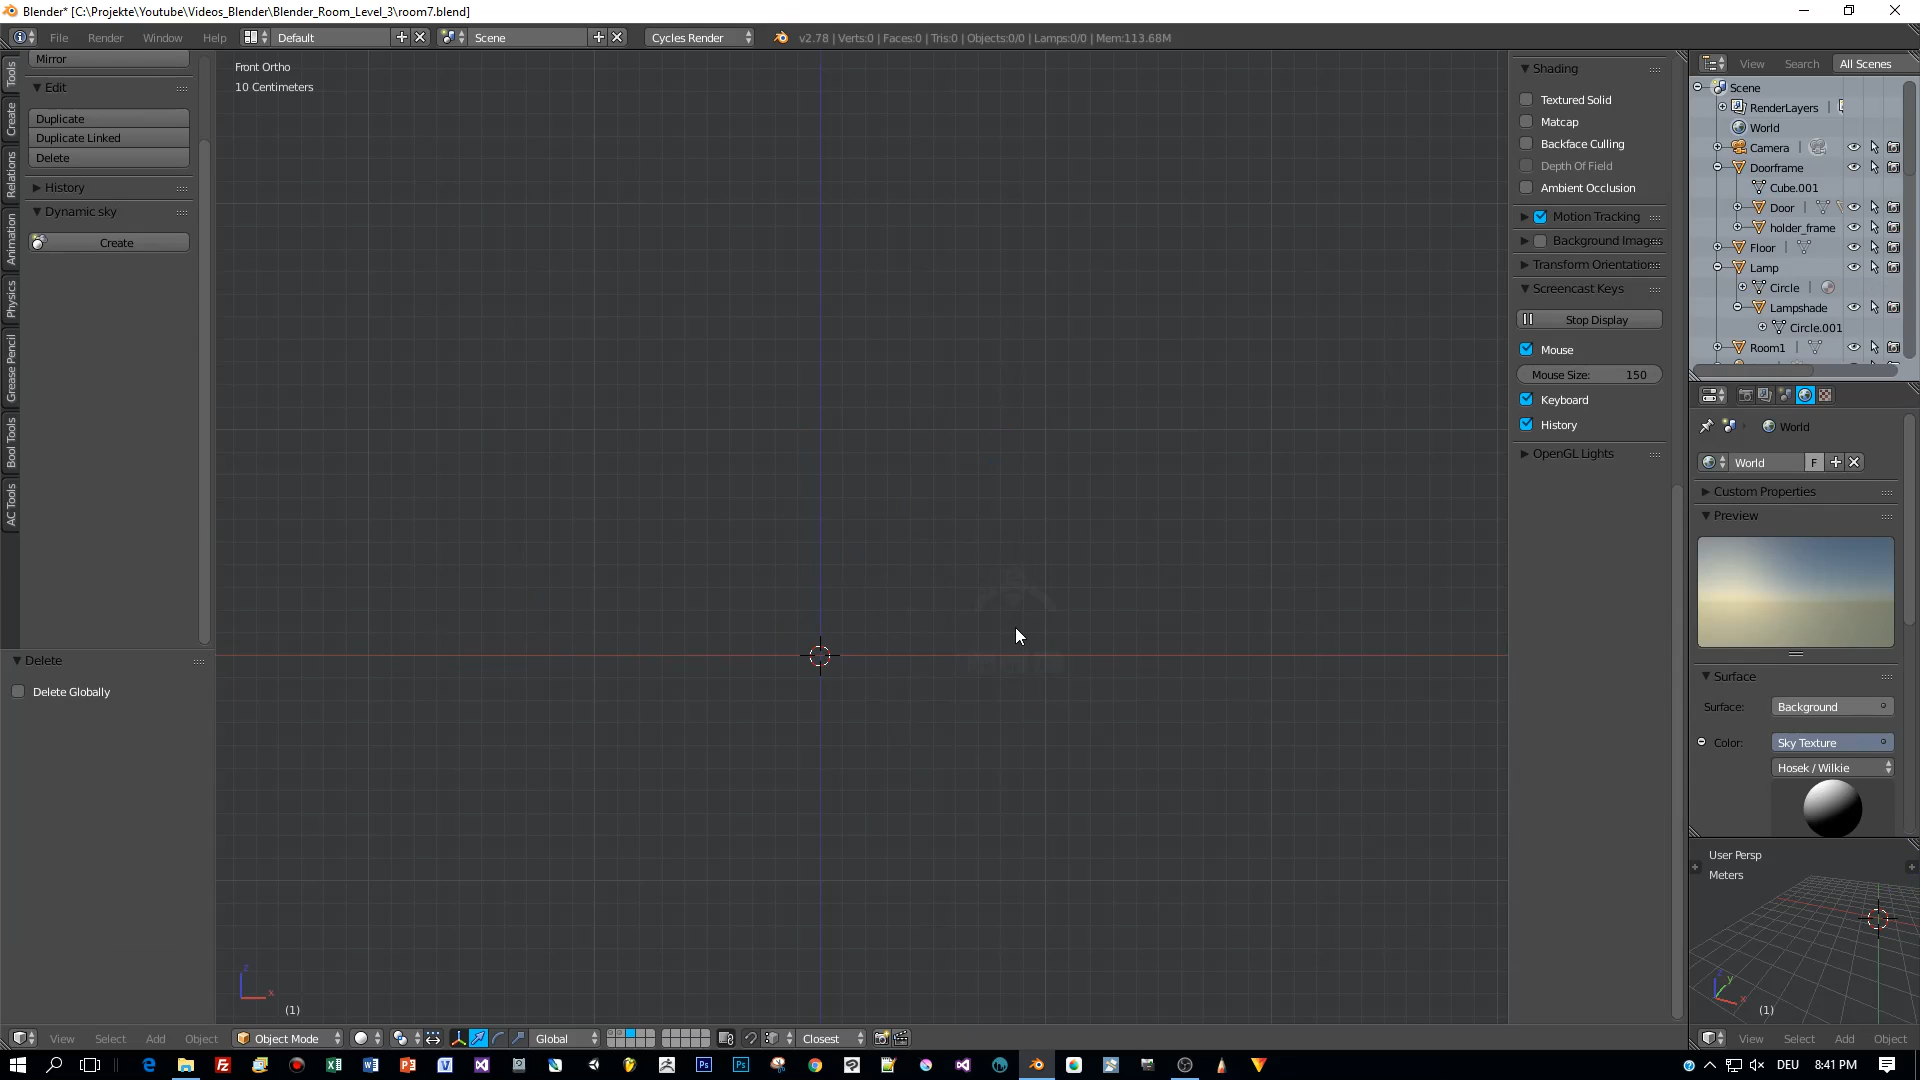 Blender* [C:\Projekte\Youtube\Videos_Blender\Blender_Room_Level_3\room7.blend]
File Render Window Help Default Scene Cycles Render v2.78 | Verts:0 | Faces:0 | Tris:0 | Objects:0/0 | Lamps:0/0 | Mem:113.68M
Tools
Create
Relations
Animation
Physics
Grease Pencil
Bool Tools
AC Tools
Mirror
Edit
Duplicate
Duplicate Linked
Delete
History
Dynamic sky
Create
Delete
Delete Globally
Front Ortho
10 Centimeters
z
x
(1)
Shading
Textured Solid
Matcap
Backface Culling
Depth Of Field
Ambient Occlusion
Motion Tracking
Background Images
Transform Orientations
Screencast Keys
Stop Display
Mouse
Mouse Size: 150
Keyboard
History
OpenGL Lights
View Search All Scenes
Scene
RenderLayers
World
Camera
Doorframe
Cube.001
Door
holder_frame
Floor
Lamp
Circle
Lampshade
Circle.001
Room1
World
World F
Custom Properties
Preview
Surface
Surface: Background
Color: Sky Texture
Hosek / Wilkie
User Persp
Meters
z
y
x
(1)
View Select Add Object Object Mode Global Closest
View Select Add Object
DEU 8:41 PM